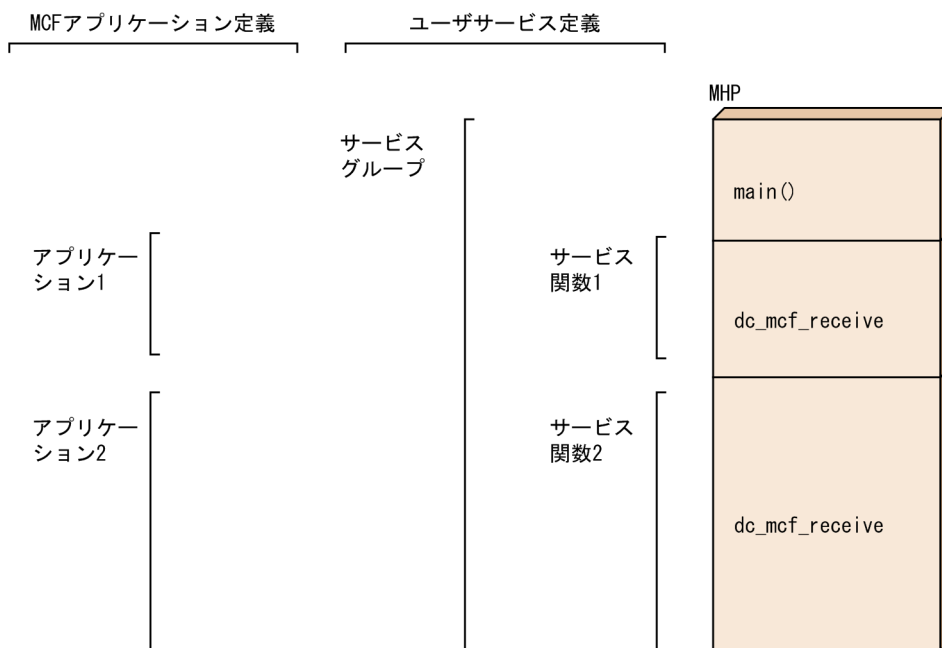 MCFアプリケーション定義
ユーザサービス定義
MHP
サービス
グループ
main()
アプリケー
ション1
サービス
関数1
dc_mcf_receive
アプリケー
ション2
サービス
関数2
dc_mcf_receive